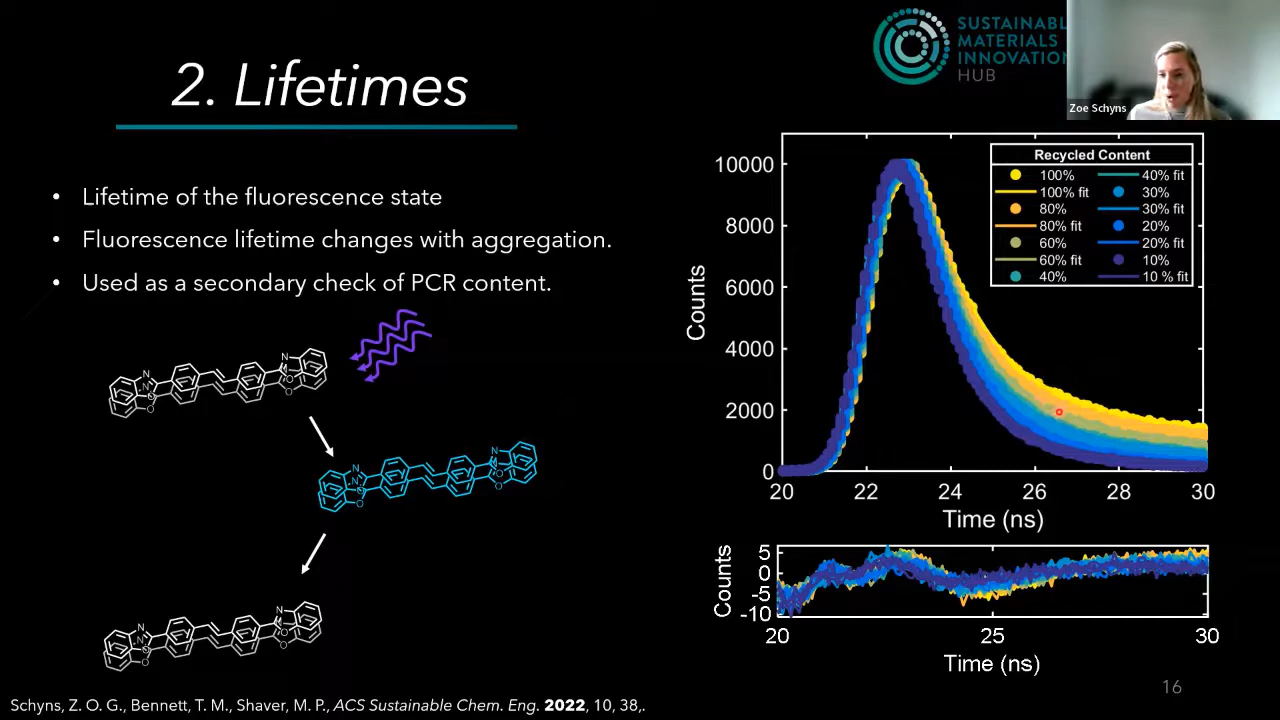 SUSTAINABL
MATERIALS
INNOVATION
HUB
Zoe Schyns
2. Lifetimes
• Lifetime of the fluorescence state
• Fluorescence lifetime changes with aggregation.
• Used as a secondary check of PCR content.
N
N
O
O
N
O
O
N
N
O
O
N
O
O
N
N
O
O
N
O
O
Recycled Content
100% 40% fit
100% fit 30%
80% 30% fit
80% fit 20%
60% 20% fit
60% fit 10%
40% 10 % fit
Counts
10000
8000
6000
4000
2000
0
20 22 24 26 28 30
Time (ns)
Counts
5
0
-5
-10
20 25 30
Time (ns)
16
Schyns, Z. O. G., Bennett, T. M., Shaver, M. P., ACS Sustainable Chem. Eng. 2022, 10, 38,.